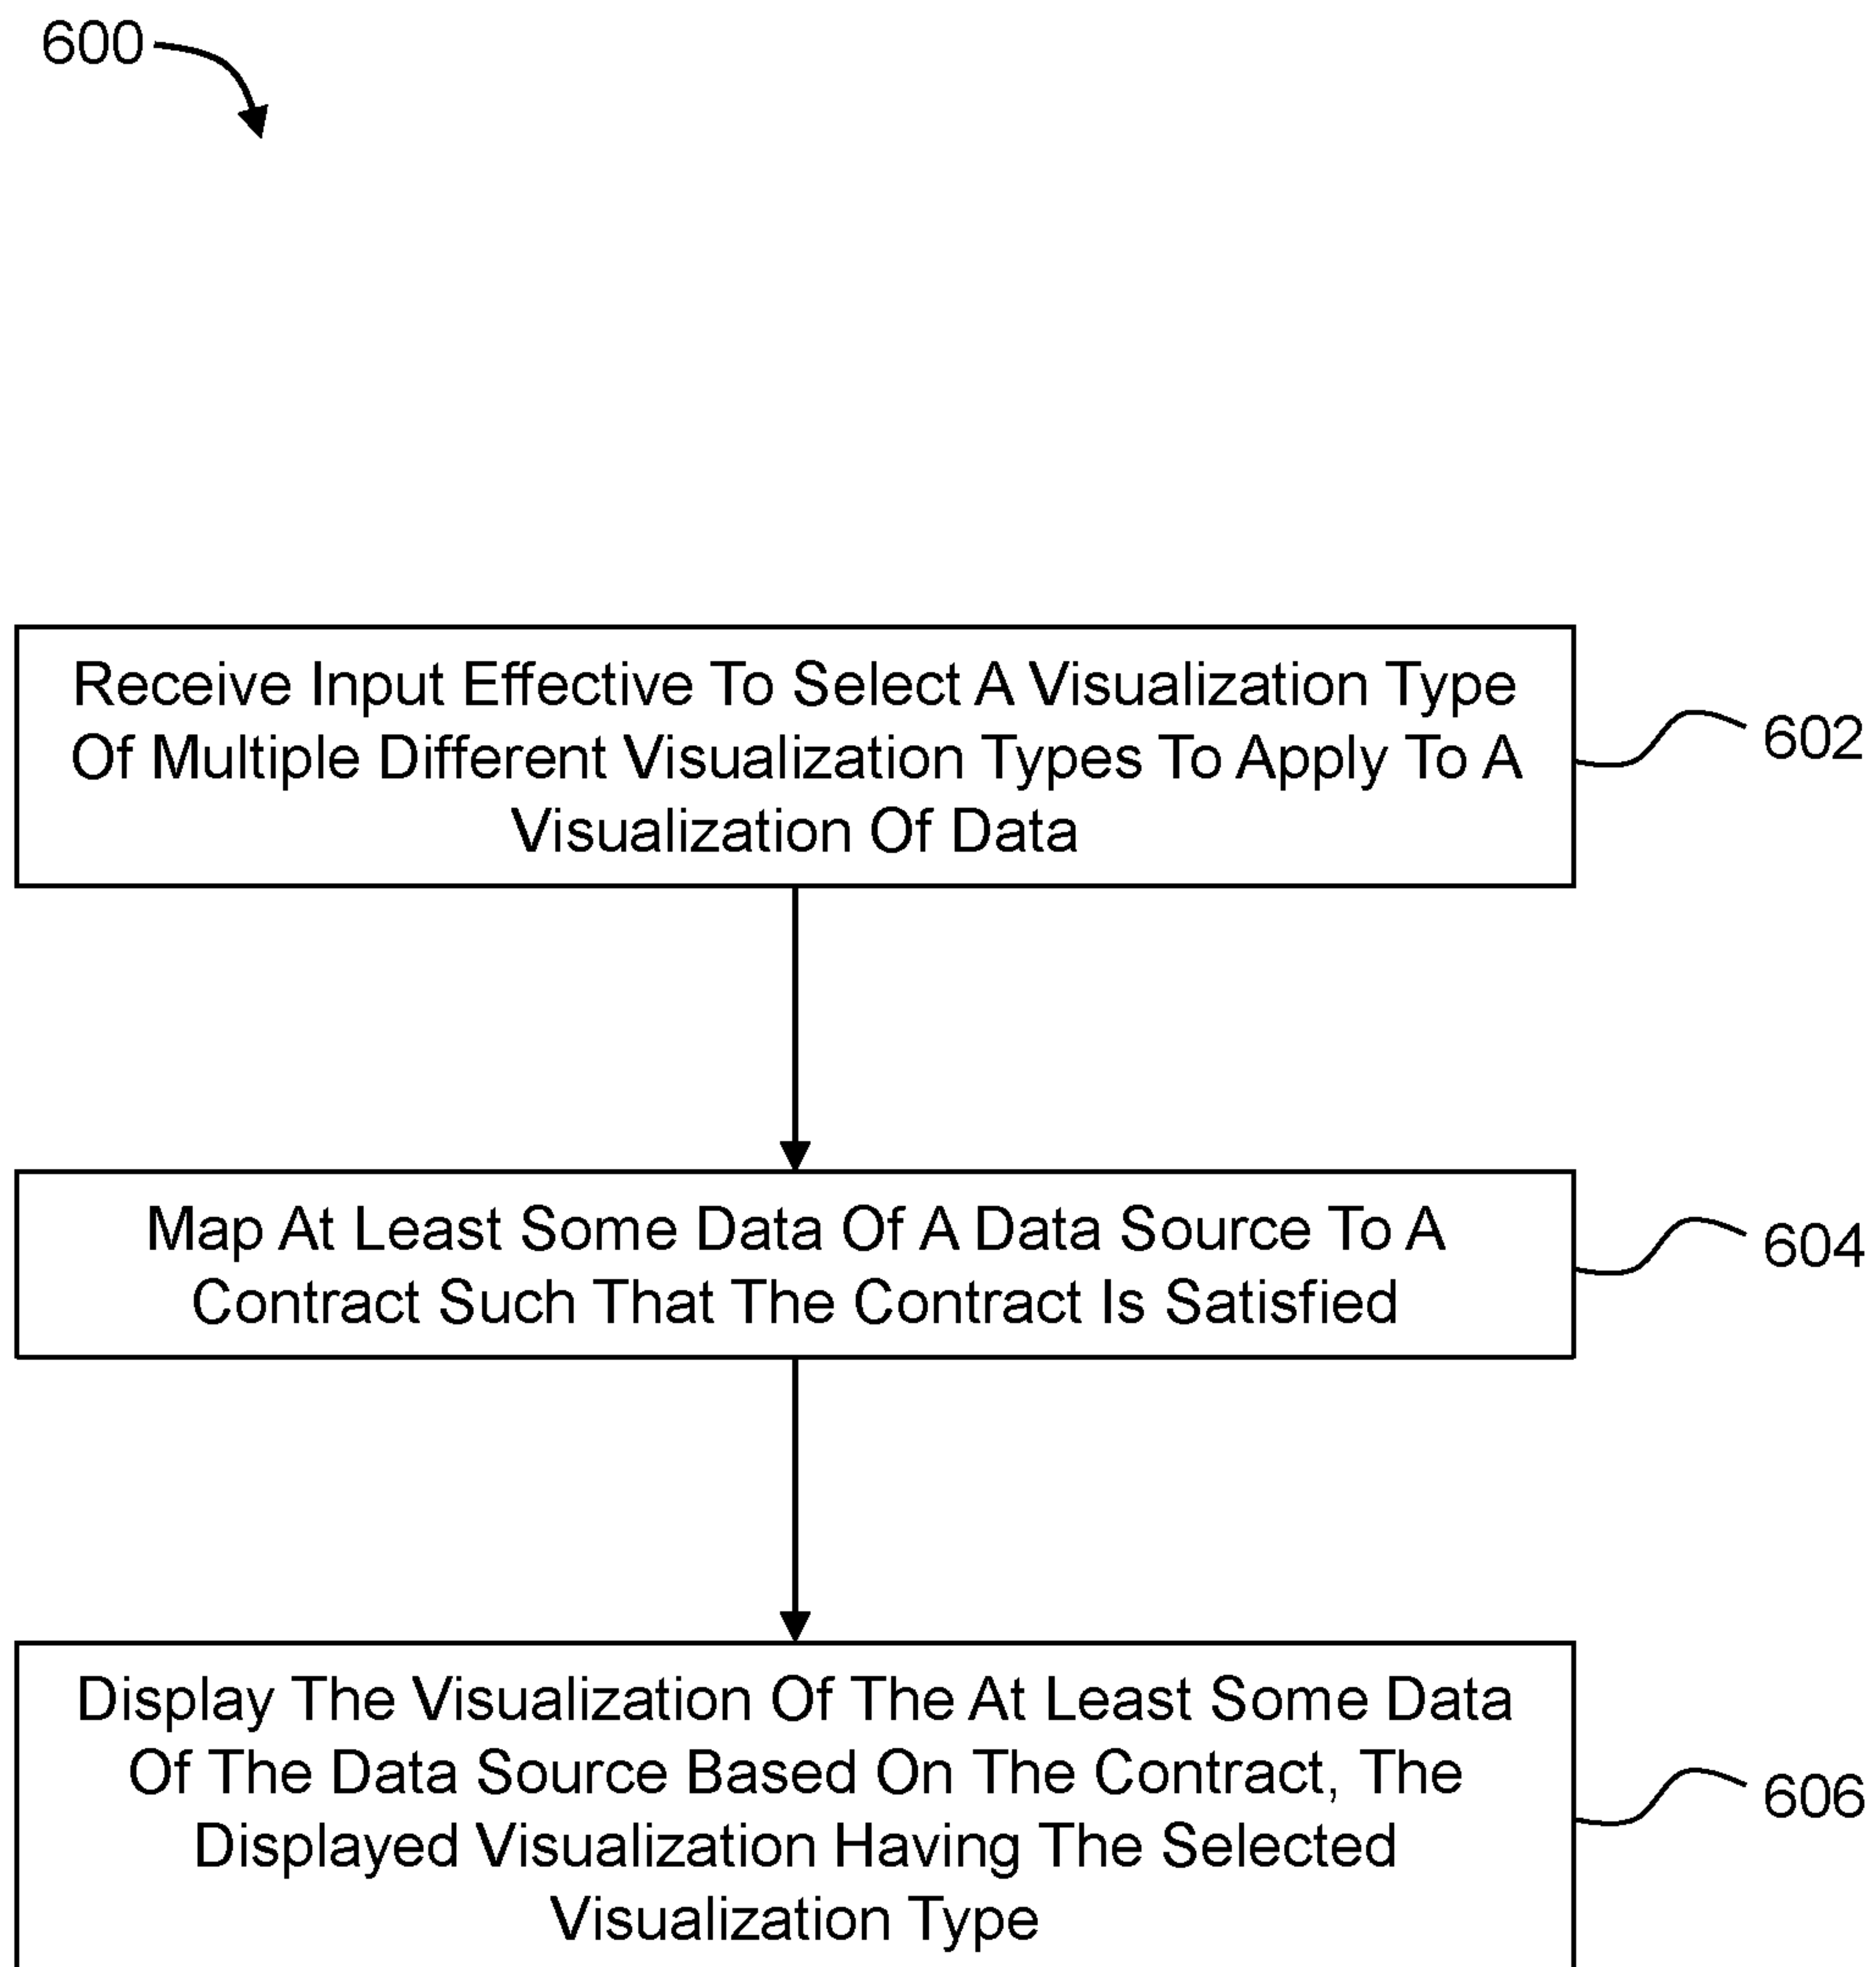 600
Receive Input Effective To Select A Visualization Type
Of Multiple Different Visualization Types To Apply To A
Visualization Of Data
602
Map At Least Some Data Of A Data Source To A
Contract Such That The Contract Is Satisfied
604
Display The Visualization Of The At Least Some Data
Of The Data Source Based On The Contract, The
Displayed Visualization Having The Selected
Visualization Type
606